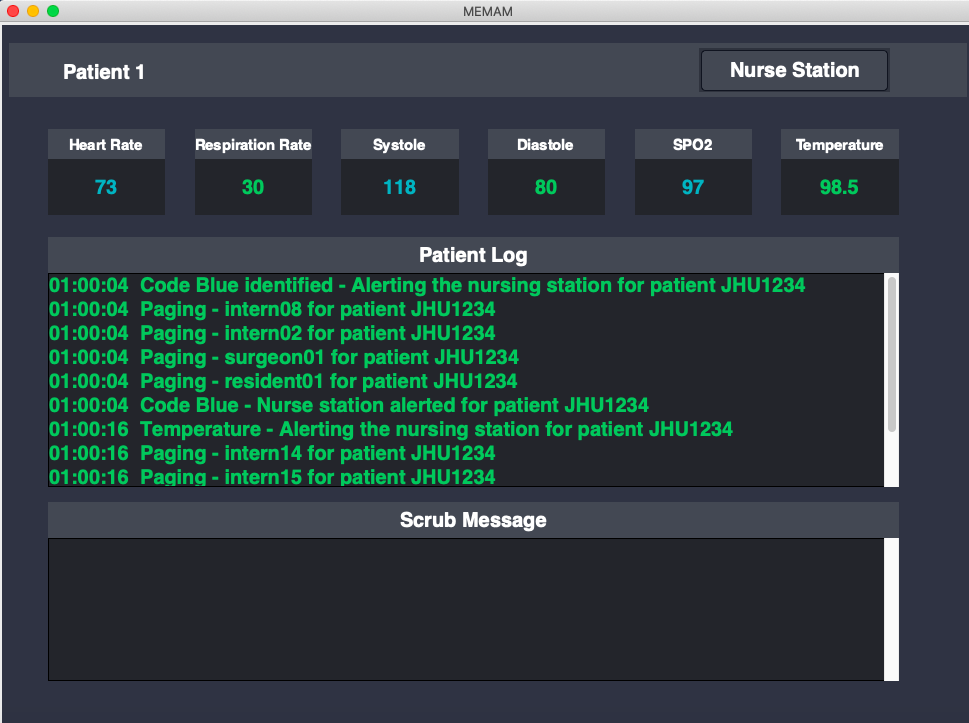 MEMAM
Patient 1
Nurse Station
Heart Rate
Respiration Rate
Systole
Diastole
SPO2
Temperature
73
30
118
80
97
98.5
Patient Log
01:00:04 Code Blue identified - Alerting the nursing station for patient JHU1234
01:00:04 Paging - intern08 for patient JHU1234
01:00:04 Paging - intern02 for patient JHU1234
01:00:04 Paging - surgeon01 for patient JHU1234
01:00:04 Paging - resident01 for patient JHU1234
01:00:04 Code Blue - Nurse station alerted for patient JHU1234
01:00:16 Temperature - Alerting the nursing station for patient JHU1234
01:00:16 Paging - intern14 for patient JHU1234
01:00:16 Paging - intern15 for patient JHU1234
Scrub Message